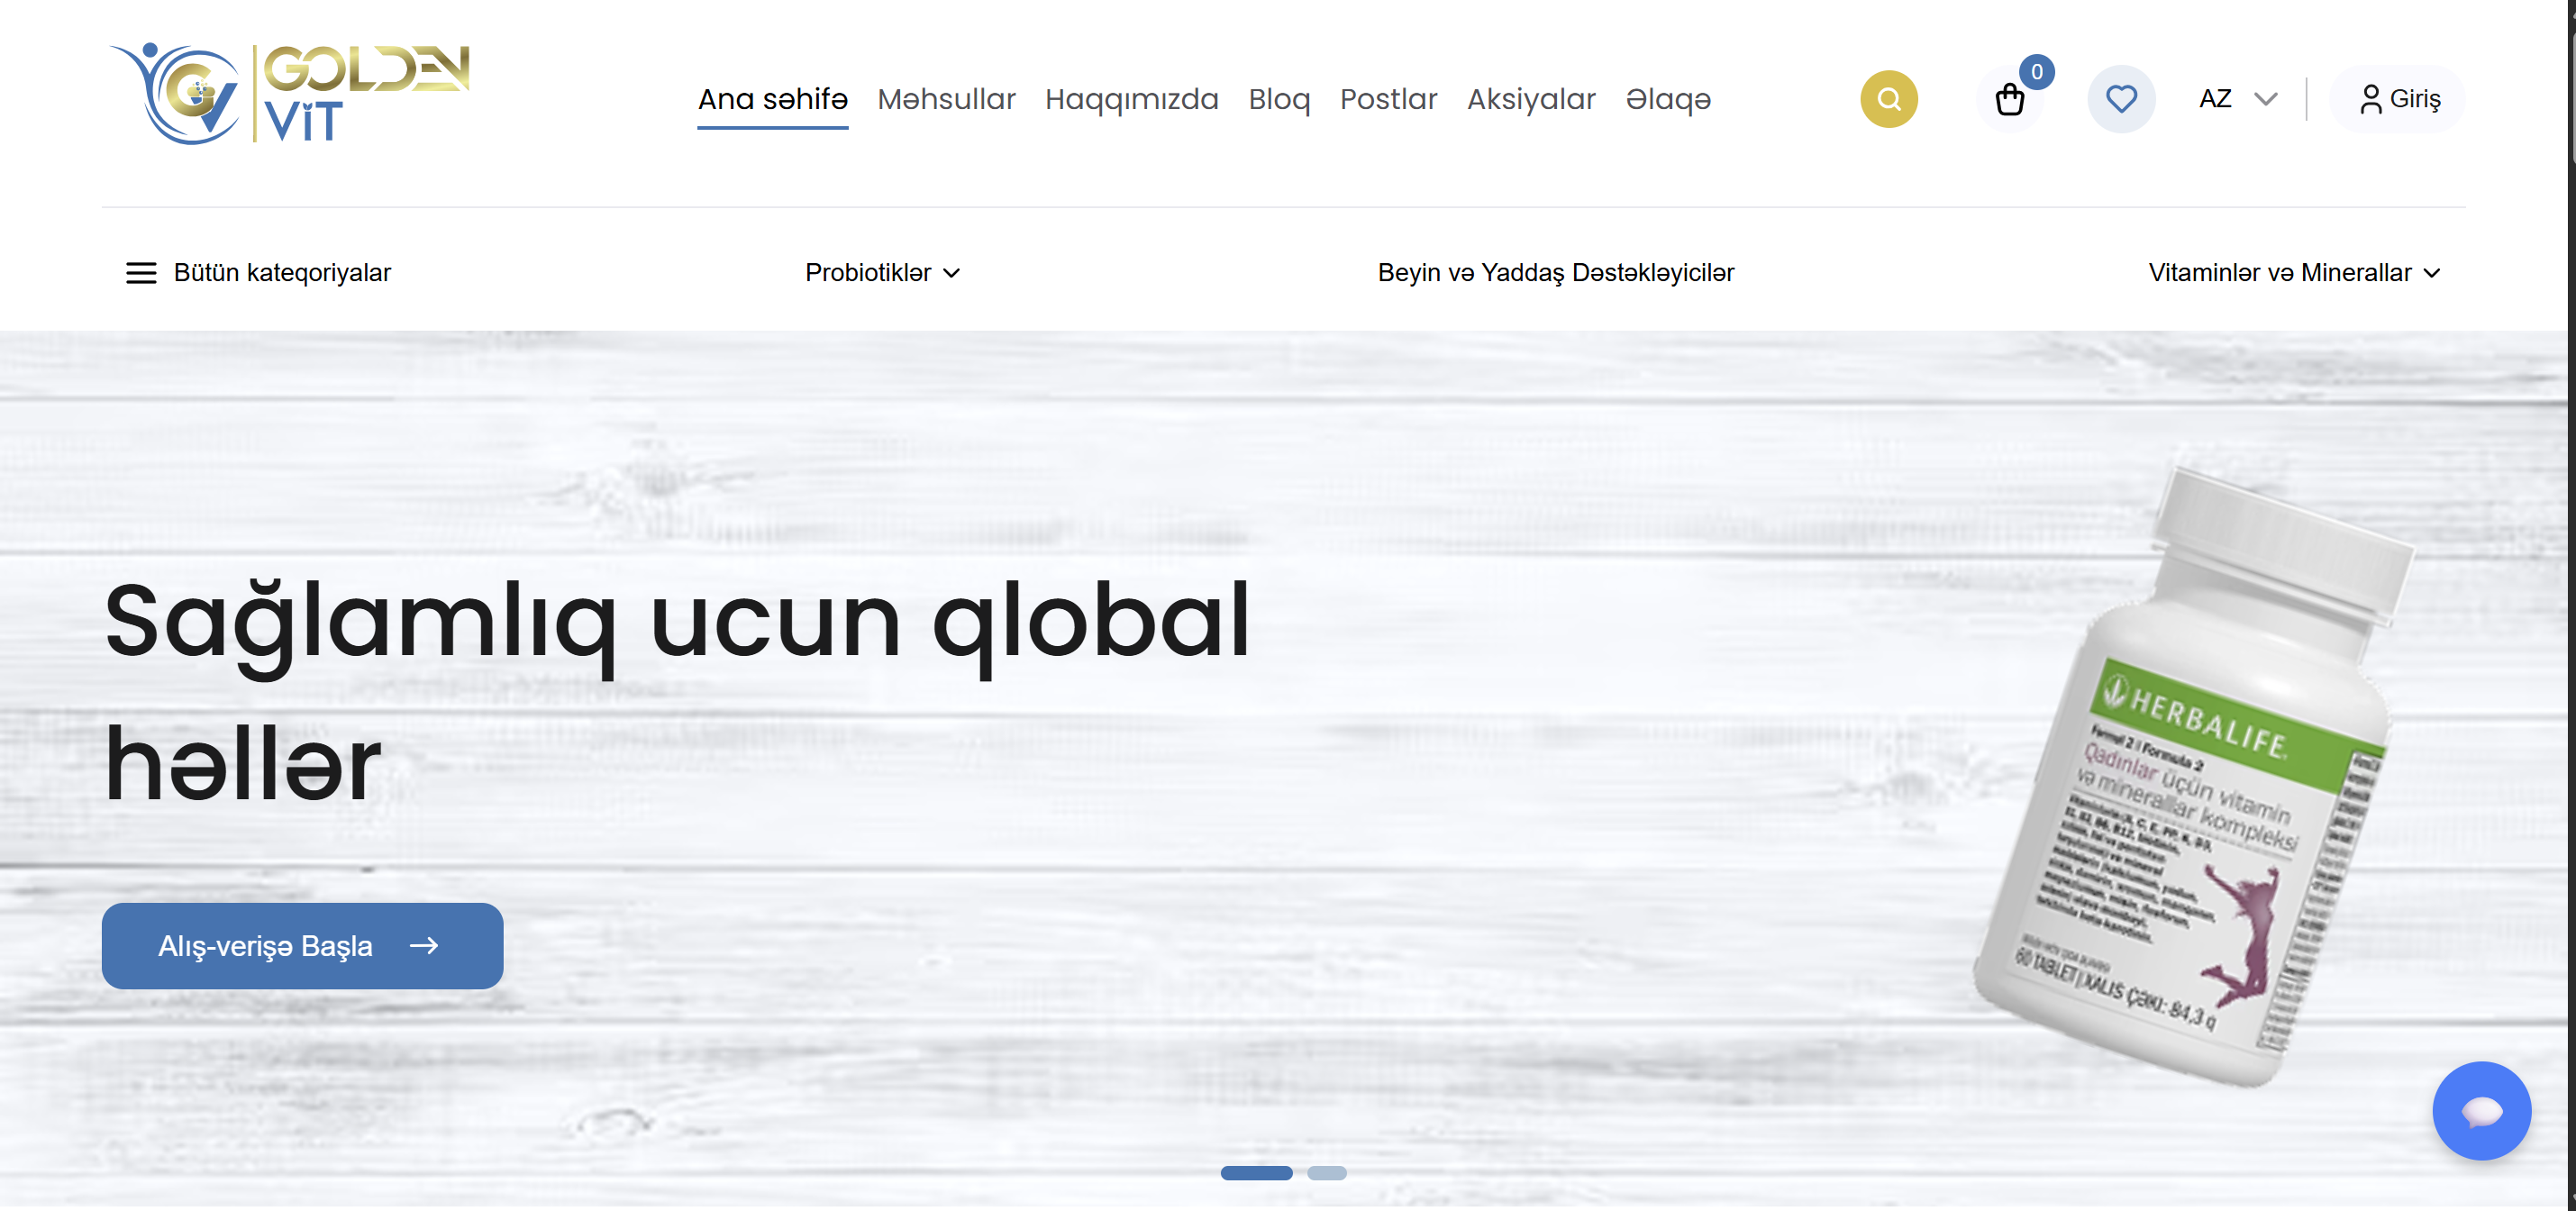 GOLDEN
ViT
Ana səhifə
Məhsullar
Haqqımızda
Bloq
Postlar
Aksiyalar
Əlaqə
0
AZ
Giriş
Bütün kateqoriyalar
Probiotiklər
Beyin və Yaddaş Dəstəkləyicilər
Vitaminlər və Minerallar
Sağlamlıq ucun qlobal
həllər
Alış-verişə Başla
HERBALIFE
Formul 2 | Formula 2
Qadınlar üçün vitamin
və minerallar kompleksi
60 TABLET | XALIS ÇƏKİ: 84,3 q